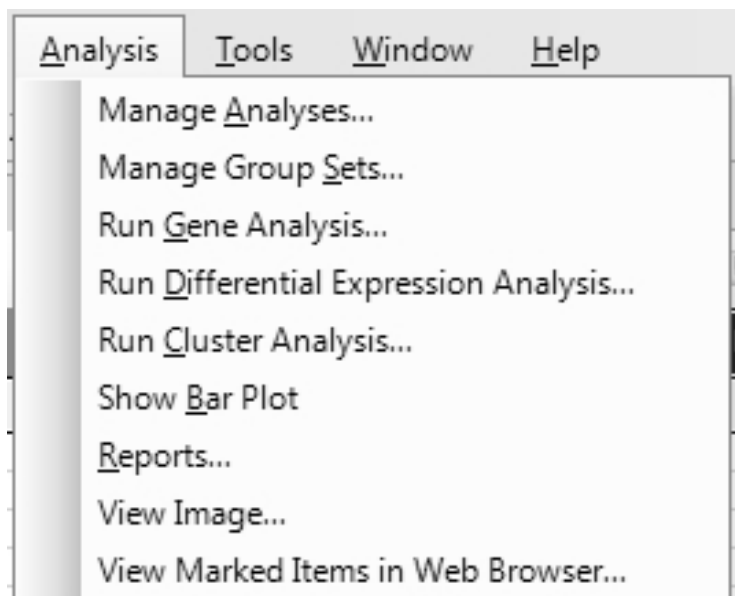 Analysis Tools Window Help
Manage Analyses...
Manage Group Sets...
Run Gene Analysis...
Run Differential Expression Analysis...
Run Cluster Analysis...
Show Bar Plot
Reports...
View Image...
View Marked Items in Web Browser...